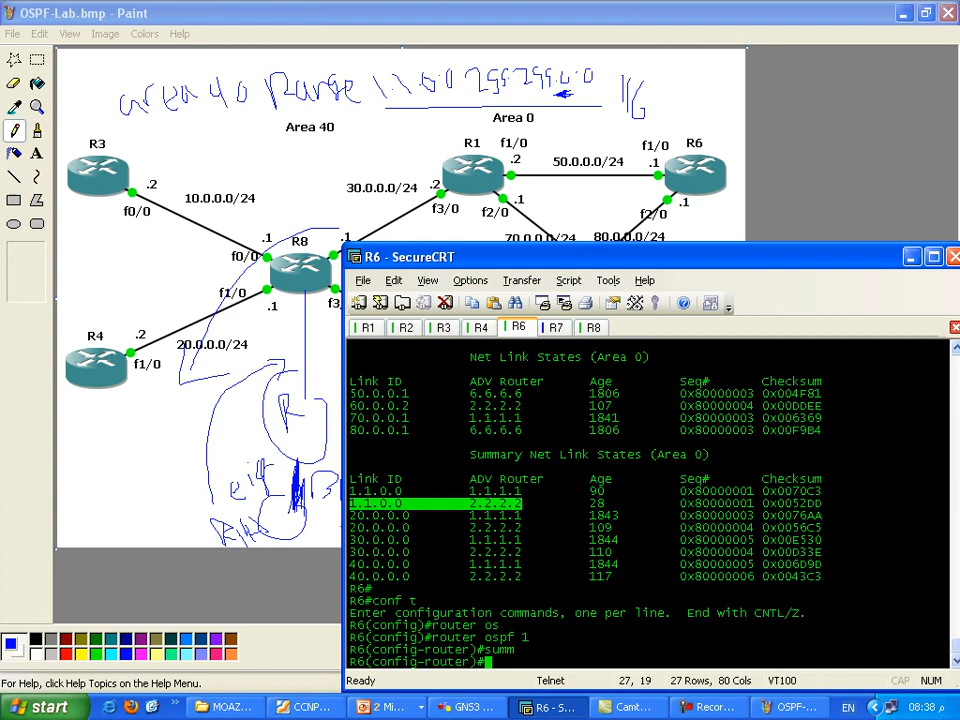 OSPF-Lab.bmp - Paint
File Edit View Image Colors Help
area 40 Range 1.1.0.0 255.255.0.0 16
Area 40
Area 0
R3
R1
f1/0
f1/0
R6
.2
.2
50.0.0.0/24
.1
f0/0
10.0.0.0/24
30.0.0.0/24
.2
f3/0
.1
f2/0
f2/0
.1
.1
R8
.1
70.0.0.0/24
80.0.0.0/24
f0/0
f1/0
.1
f3
R4
.2
20.0.0.0/24
f1/0
R
For Help, click Help Topics on the Help Menu.
R6 - SecureCRT
File Edit View Options Transfer Script Tools Help
R1 R2 R3 R4 R6 R7 R8
Net Link States (Area 0)
Link ID ADV Router Age Seq# Checksum
50.0.0.1 6.6.6.6 1806 0x80000003 0x004F81
60.0.0.2 2.2.2.2 107 0x80000004 0x00DDEE
70.0.0.1 1.1.1.1 1841 0x80000003 0x006369
80.0.0.1 6.6.6.6 1806 0x80000003 0x00F9B4
Summary Net Link States (Area 0)
Link ID ADV Router Age Seq# Checksum
1.1.0.0 1.1.1.1 90 0x80000001 0x0070C3
1.1.0.0 2.2.2.2 28 0x80000001 0x0052DD
20.0.0.0 1.1.1.1 1843 0x80000003 0x0076AA
20.0.0.0 2.2.2.2 109 0x80000004 0x0056C5
30.0.0.0 1.1.1.1 1844 0x80000005 0x00E530
30.0.0.0 2.2.2.2 110 0x80000004 0x00D33E
40.0.0.0 1.1.1.1 1844 0x80000005 0x006D9D
40.0.0.0 2.2.2.2 117 0x80000006 0x0043C3
R6#
R6#conf t
Enter configuration commands, one per line. End with CNTL/Z.
R6(config)#router os
R6(config)#router ospf 1
R6(config-router)#summ
R6(config-router)#
Ready Telnet 27, 19 27 Rows, 80 Cols VT100 CAP NUM
start MOAZ... CCNP... 2 Mi... GNS3 ... R6 - S... Camt... Recor... OSPF-... EN 08:38 م